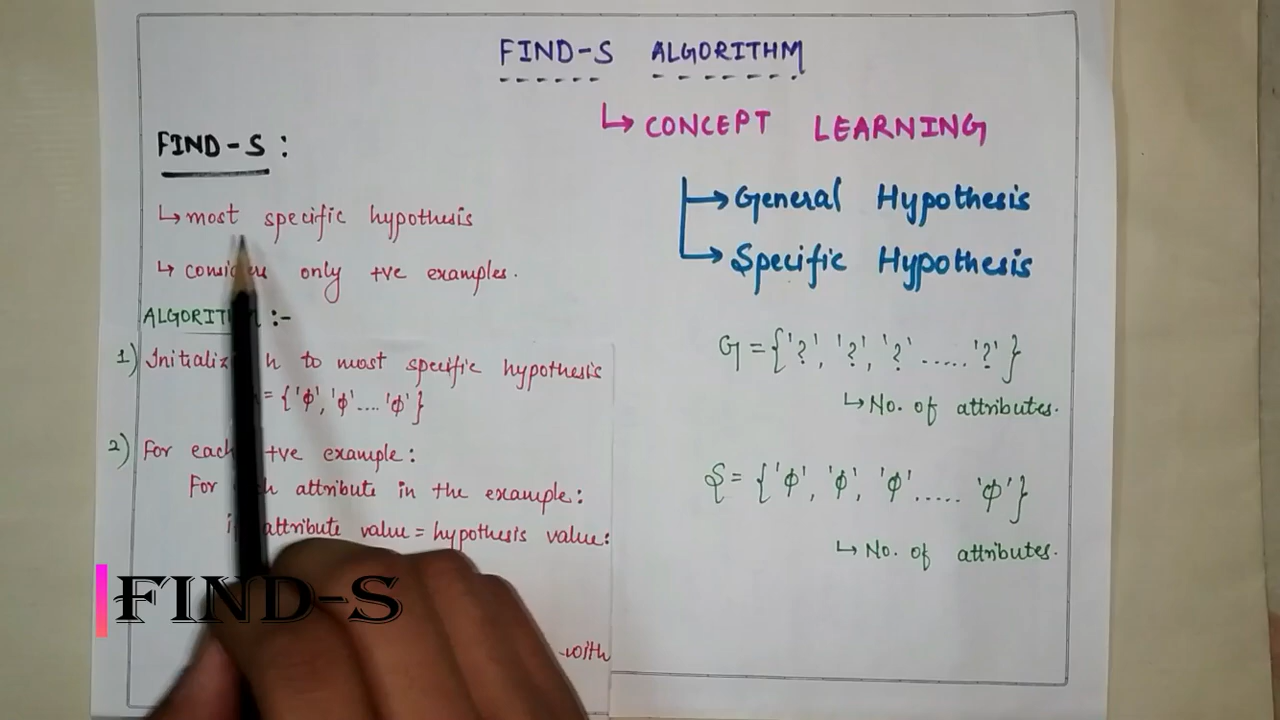 FIND-S ALGORITHM
↳ CONCEPT LEARNING
→ General Hypothesis
↳ Specific Hypothesis
G = {'?', '?', '?' ..... '?'}
↳ No. of attributes.
S = {'ϕ', 'ϕ', 'ϕ' ..... 'ϕ'}
↳ No. of attributes.
FIND-S :
↳ most specific hypothesis
↳ only +ve examples.
:-
1) h to most specific hypothesis
= {'ϕ', 'ϕ' .... 'ϕ'}
2) For each +ve example:
For attribute in the example:
attribute value = hypothesis value:
FIND-S
with